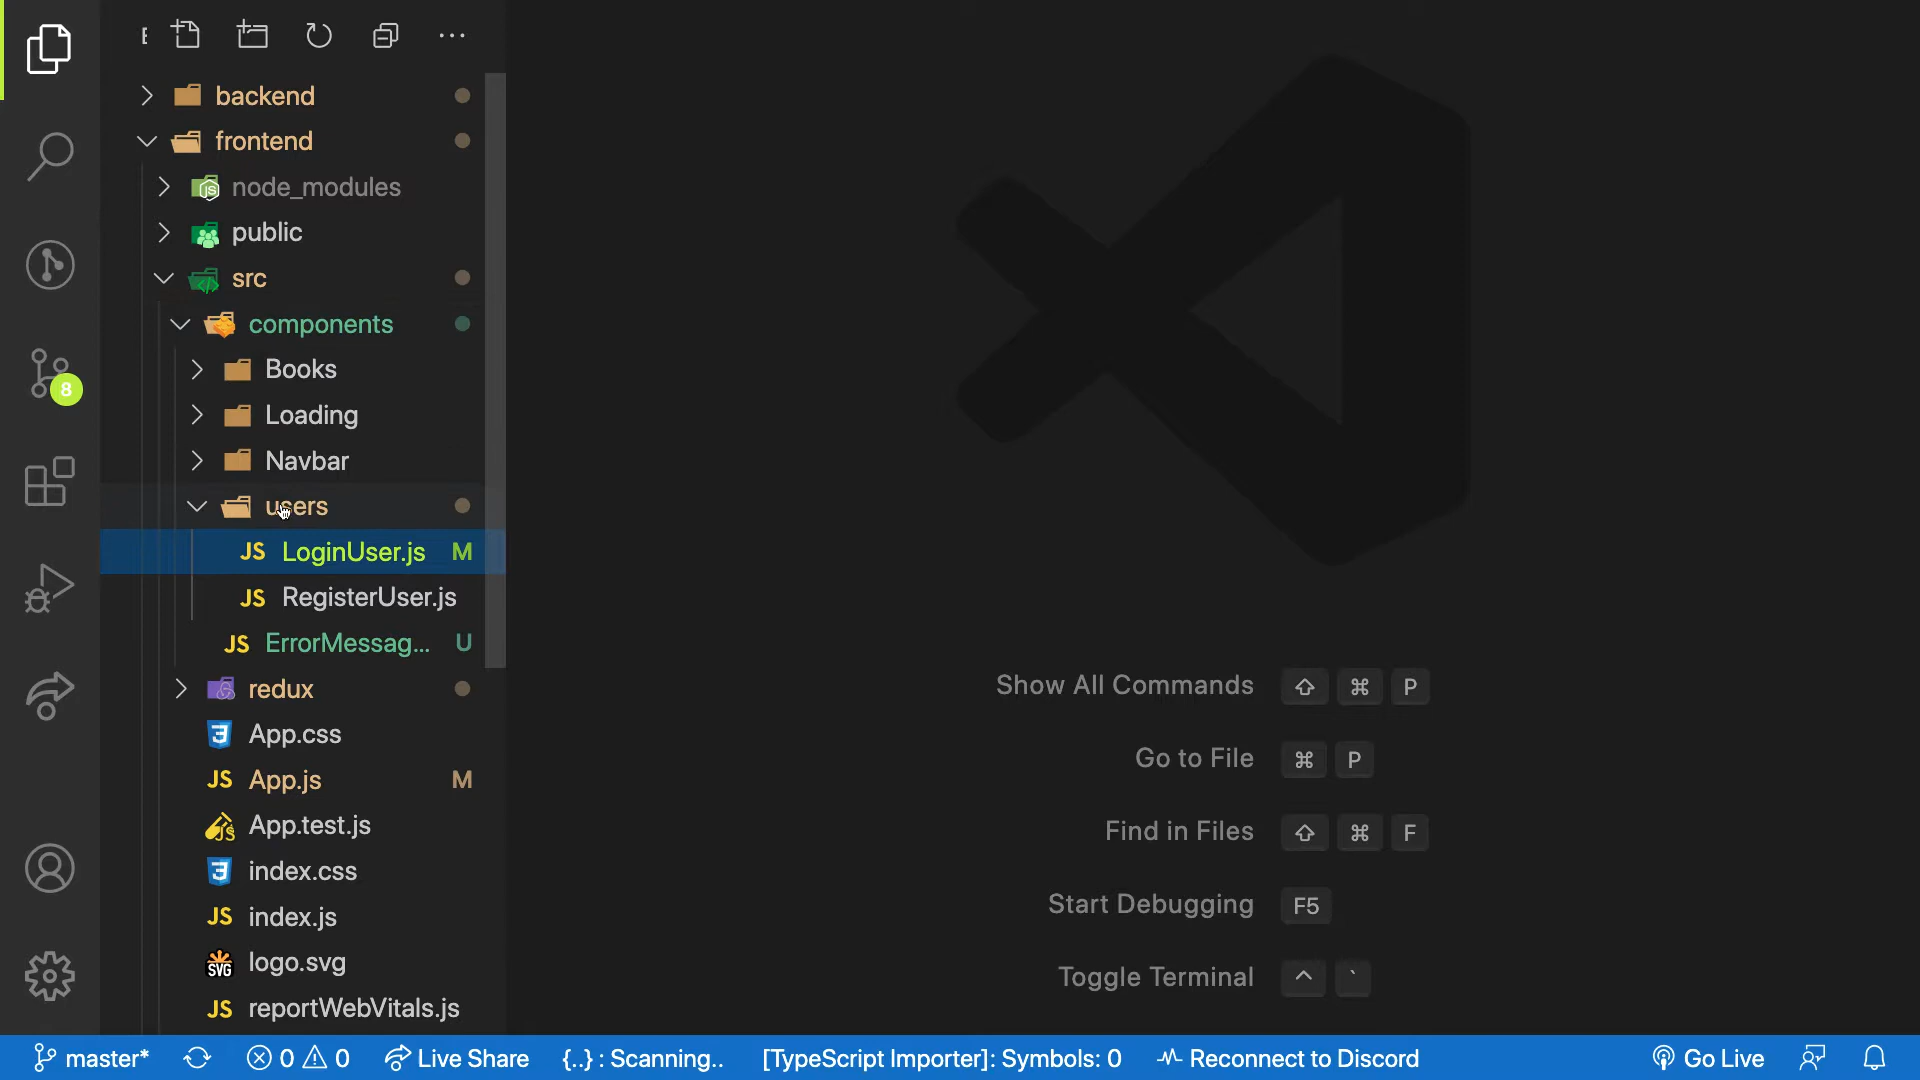 E
backend
frontend
node_modules
public
src
components
Books
Loading
Navbar
users
JS LoginUser.js M
JS RegisterUser.js
JS ErrorMessag... U
redux
App.css
JS App.js M
App.test.js
index.css
JS index.js
SVG logo.svg
JS reportWebVitals.js
8
Show All Commands ⇧ ⌘ P
Go to File ⌘ P
Find in Files ⇧ ⌘ F
Start Debugging F5
Toggle Terminal ^ `
master* 0 0 Live Share {..} : Scanning.. [TypeScript Importer]: Symbols: 0 Reconnect to Discord Go Live